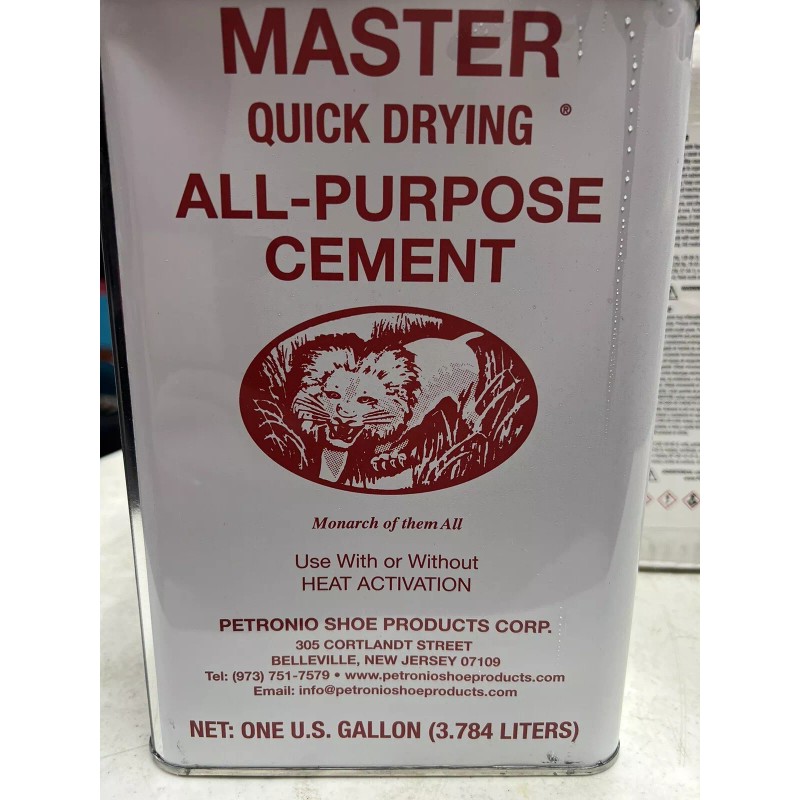 MASTER
QUICK DRYING ®
ALL-PURPOSE
CEMENT
Monarch of them All
Use With or Without
HEAT ACTIVATION
PETRONIO SHOE PRODUCTS CORP.
305 CORTLANDT STREET
BELLEVILLE, NEW JERSEY 07109
Tel: (973) 751-7579 • www.petronioshoeproducts.com
Email: info@petronioshoeproducts.com
NET: ONE U.S. GALLON (3.784 LITERS)